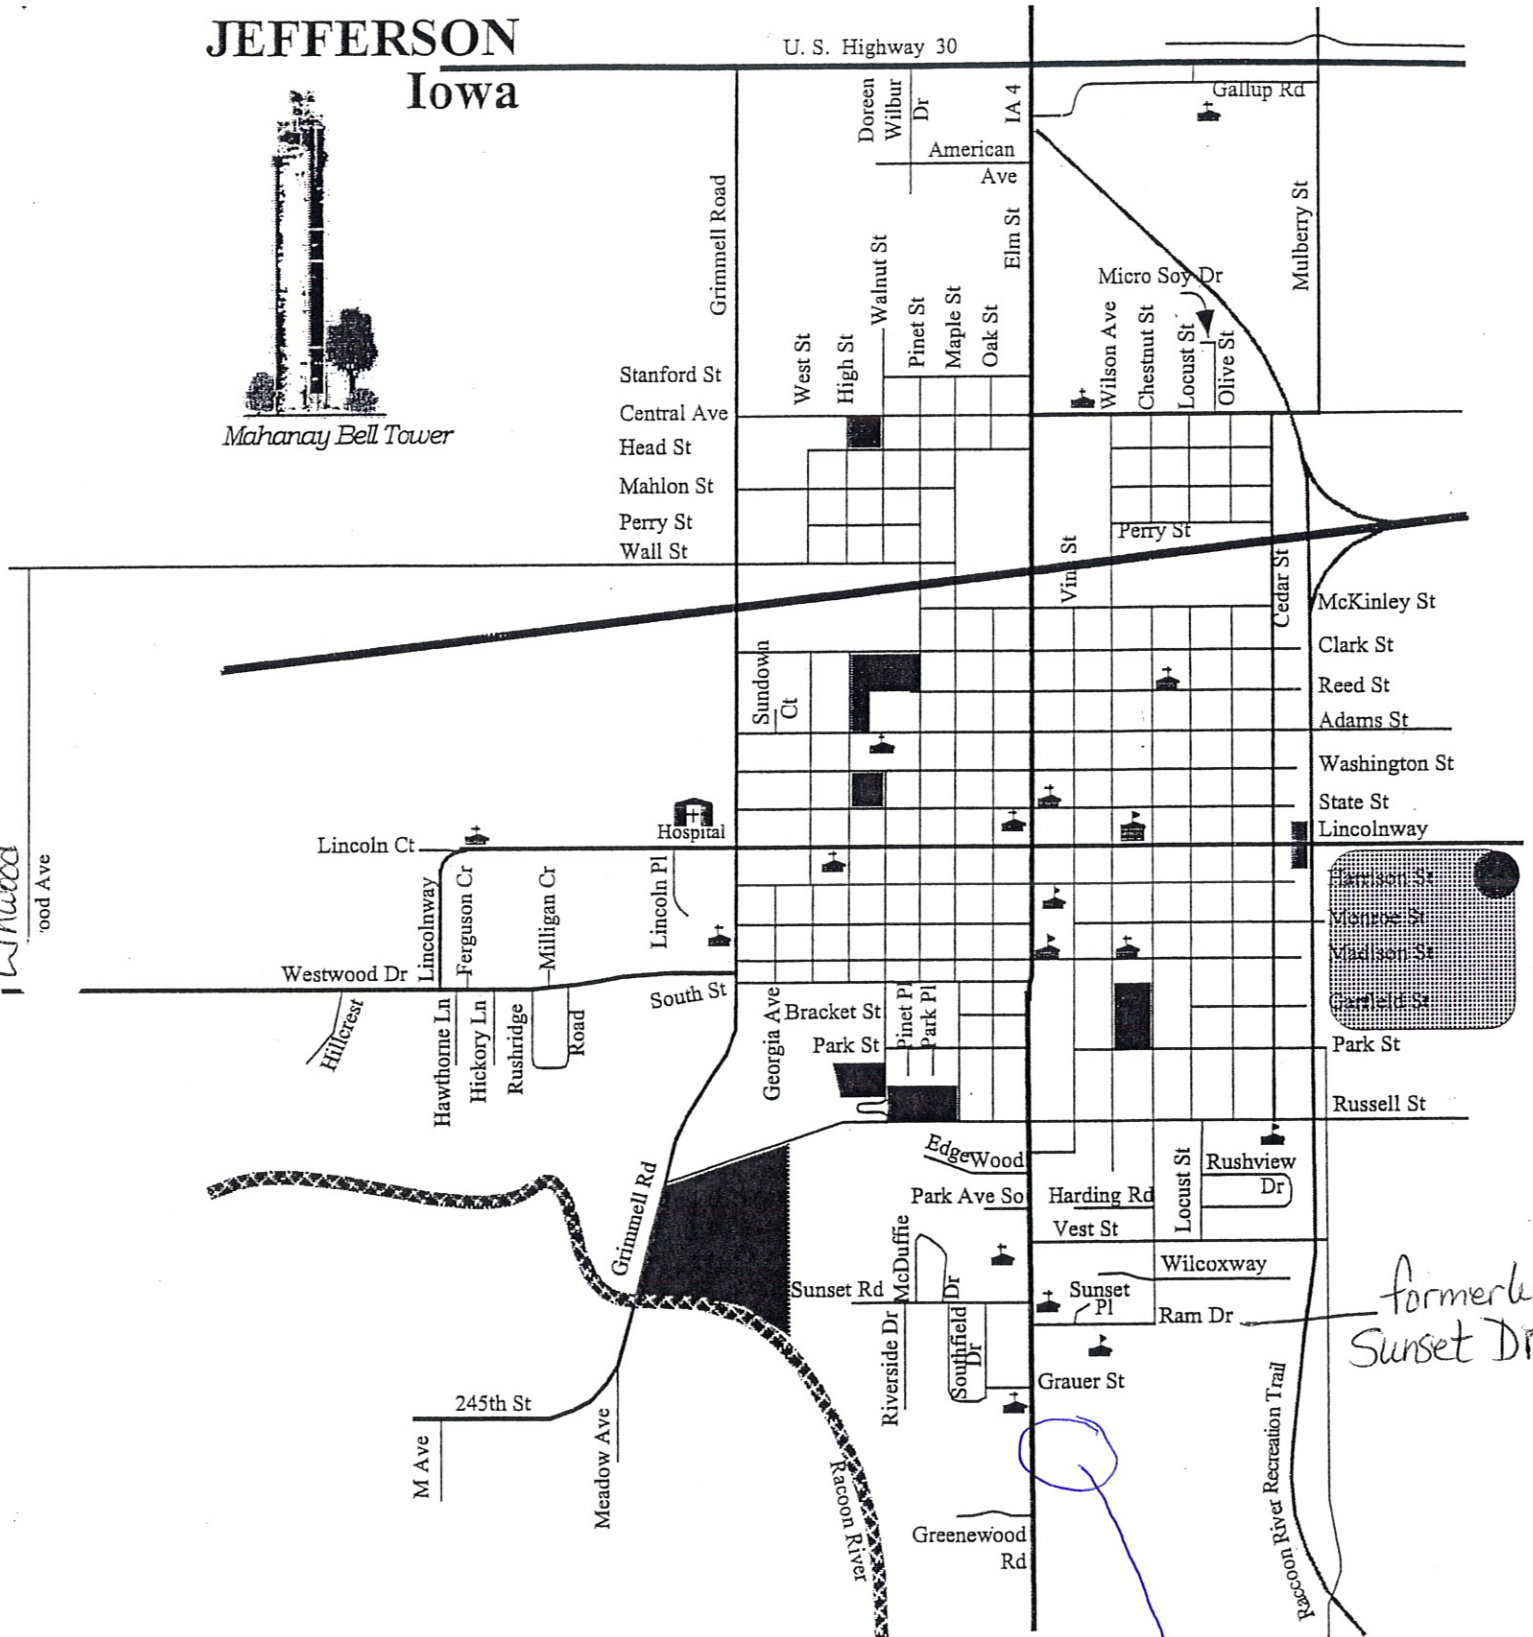 JEFFERSON
Iowa
Mahanay Bell Tower
U. S. Highway 30
Gallup Rd
Doreen
Wilbur
Dr
IA 4
American
Ave
Grimmell Road
Elm St
Mulberry St
Micro Soy Dr
West St
High St
Walnut St
Pinet St
Maple St
Oak St
Wilson Ave
Chestnut St
Locust St
Olive St
Stanford St
Central Ave
Head St
Mahlon St
Perry St
Wall St
Perry St
Cedar St
McKinley St
Clark St
Reed St
Adams St
Washington St
State St
Lincolnway
Harrison St
Monroe St
Madison St
Garfield St
Park St
Russell St
Sundown
Ct
Hospital
Lincoln Ct
Lincolnway
Ferguson Cr
Milligan Cr
Lincoln Pl
ood Ave
Westwood Dr
South St
Hillcrest
Hawthorne Ln
Hickory Ln
Rushridge
Road
Georgia Ave
Bracket St
Pinet Pl
Park Pl
Park St
EdgeWood
Park Ave So
Harding Rd
Vest St
Locust St
Rushview
Dr
Wilcoxway
Grimmell Rd
Sunset Rd
McDuffie
Dr
Sunset
Pl
Ram Dr
Sunset Dr
Riverside Dr
Southfield
Dr
Grauer St
245th St
M Ave
Meadow Ave
Racoon River
Greenewood
Rd
Raccoon River Recreation Trail